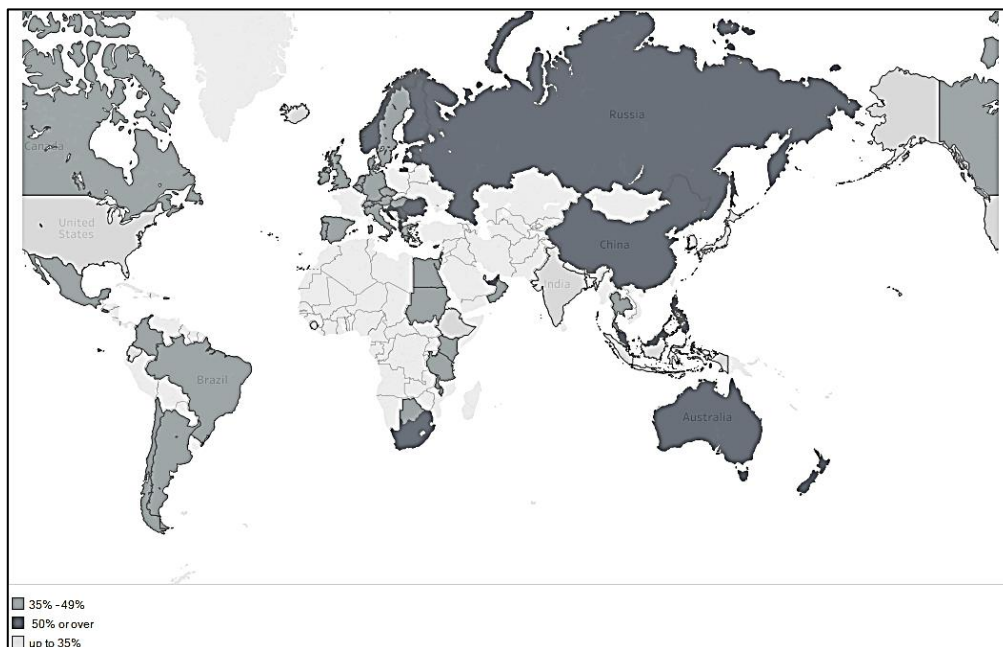 Russia
Canada
United
States
China
India
Brazil
Australia
35% -49%
50% or over
up to 35%